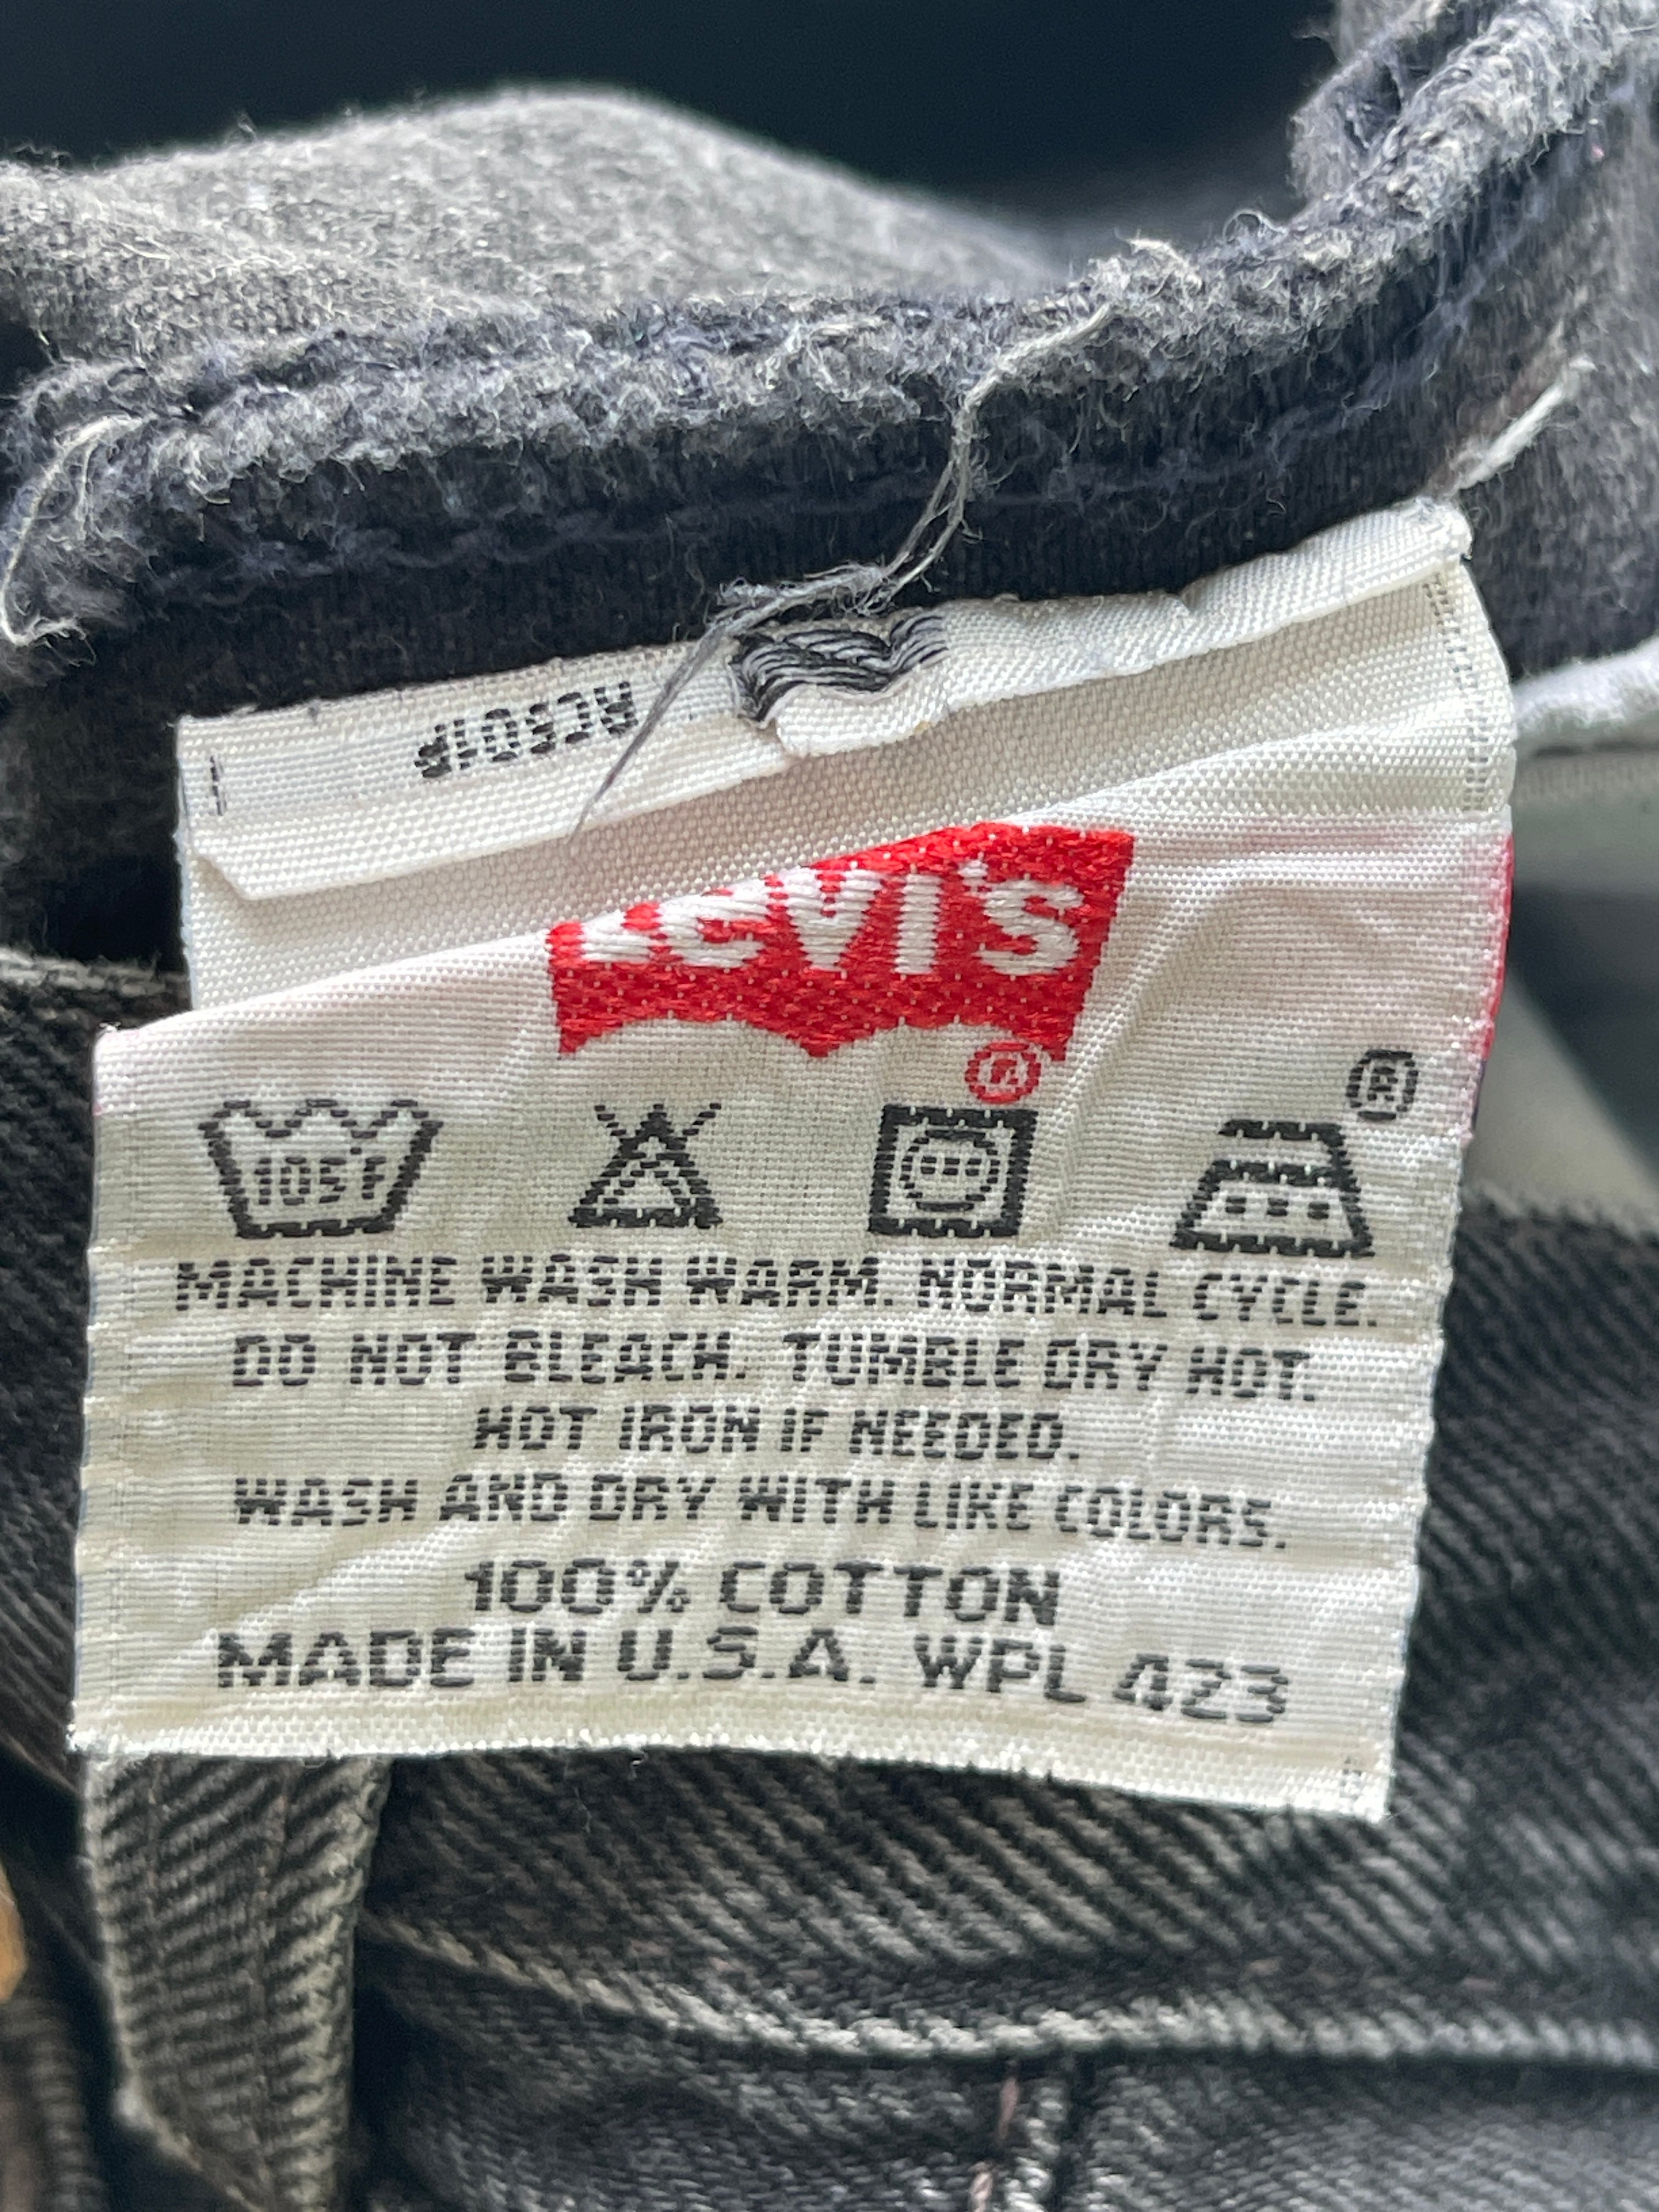 LEVI'S
®
®
105°F
MACHINE WASH WARM. NORMAL CYCLE.
DO NOT BLEACH. TUMBLE DRY HOT.
HOT IRON IF NEEDED.
WASH AND DRY WITH LIKE COLORS.
100% COTTON
MADE IN U.S.A. WPL 423